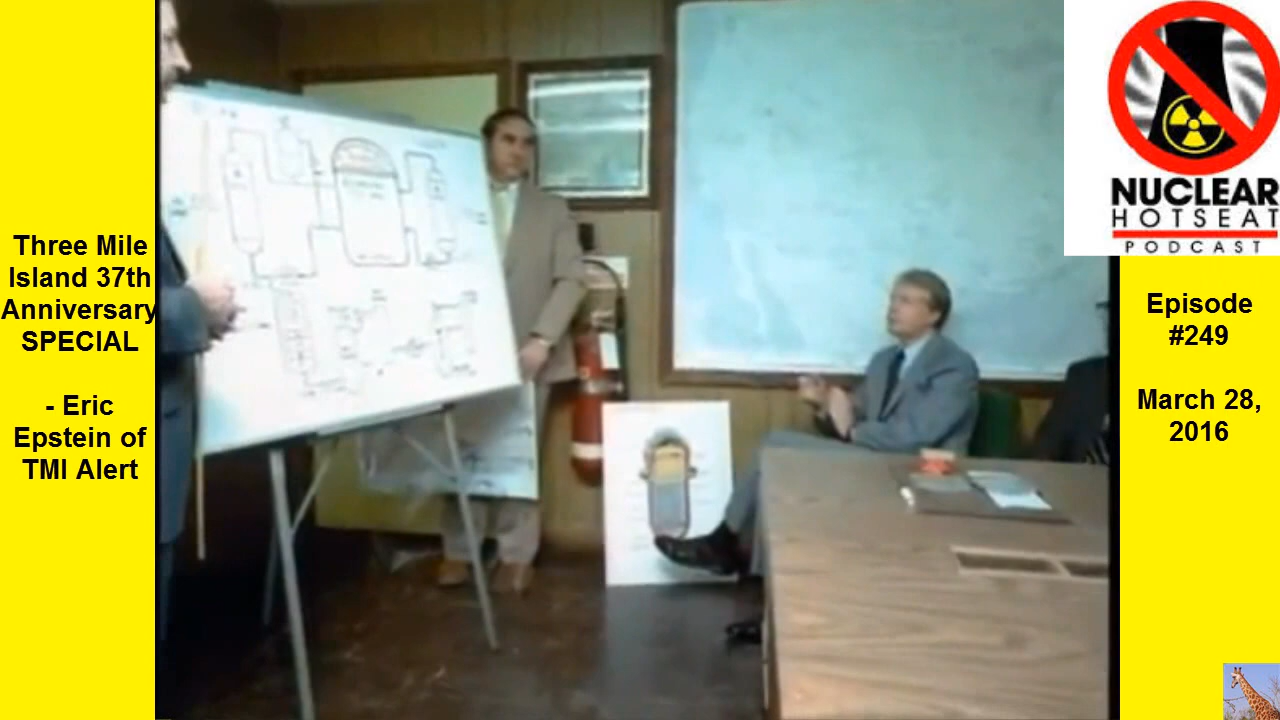 Three Mile
Island 37th
Anniversary
SPECIAL
- Eric
Epstein of
TMI Alert
NUCLEAR
HOTSEAT
PODCAST
Episode
#249
March 28,
2016